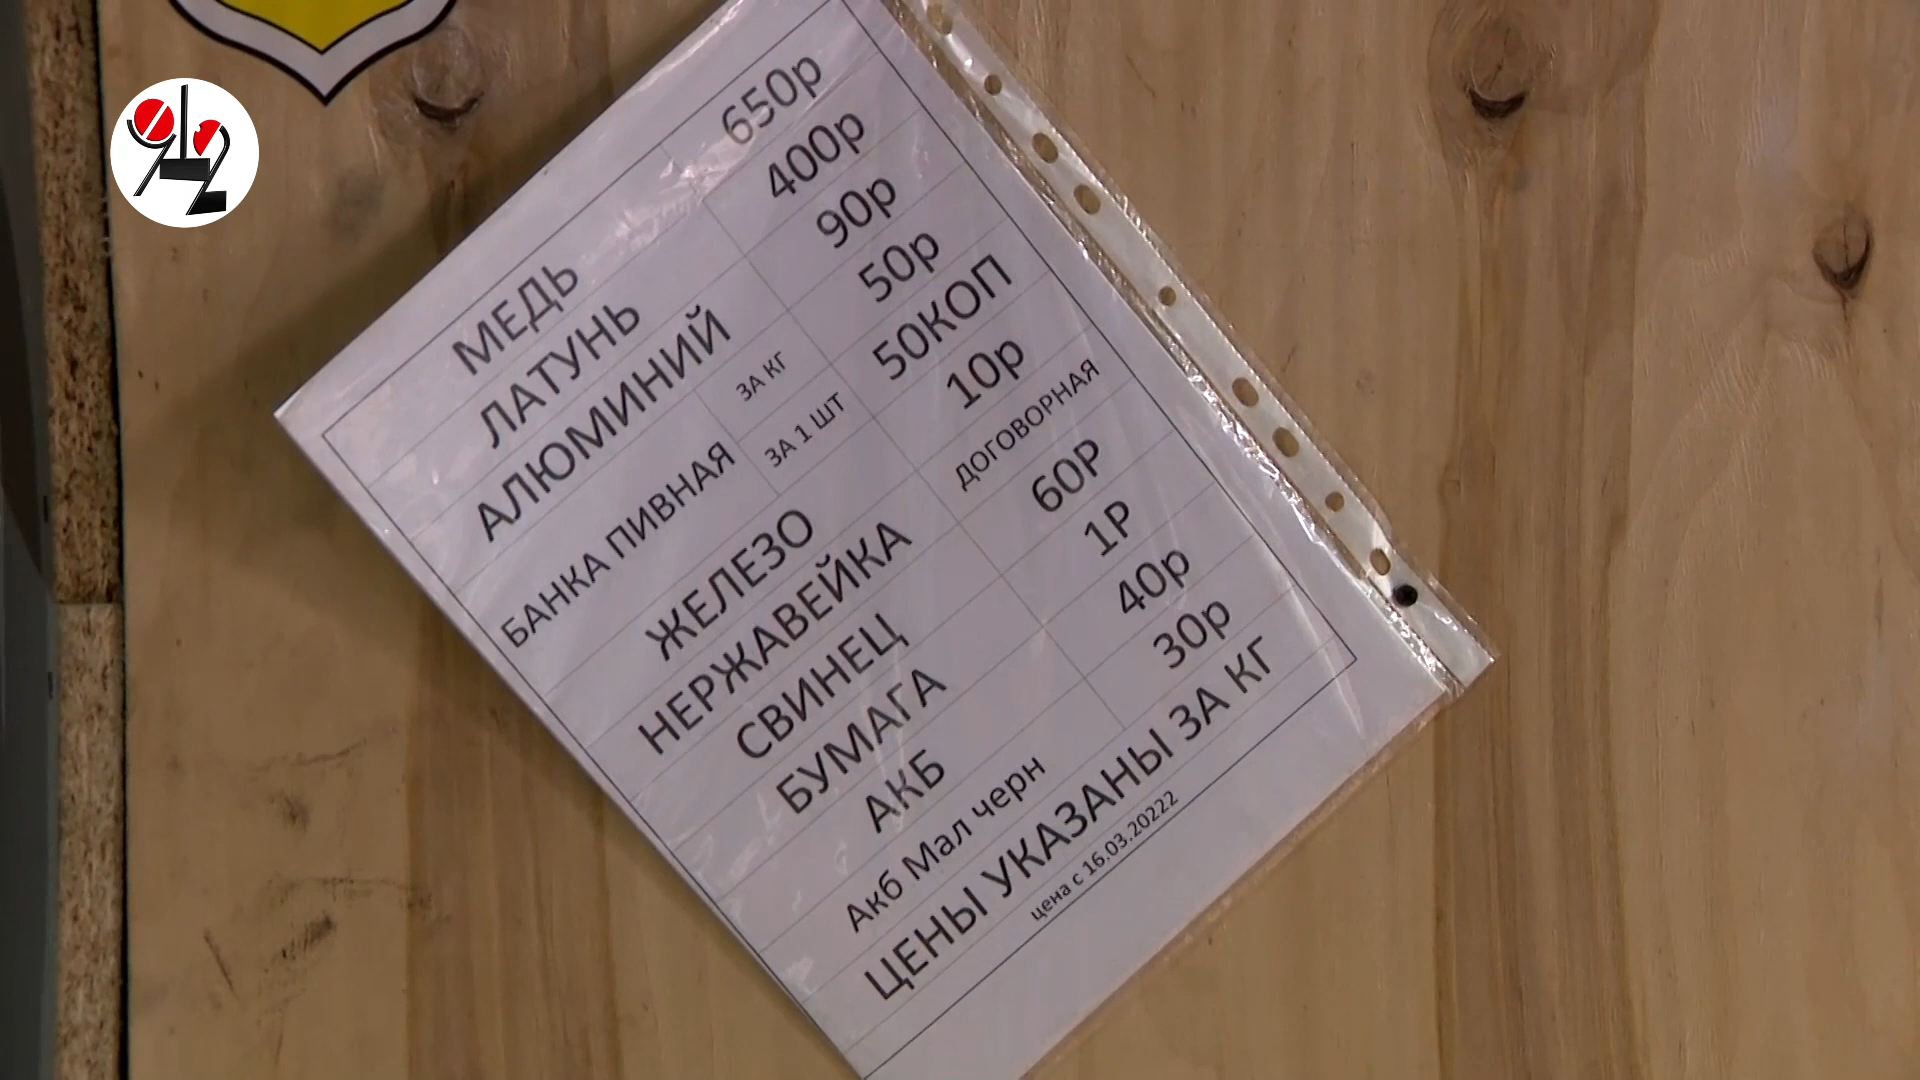 МЕДЬ 650р
ЛАТУНЬ 400р
АЛЮМИНИЙ 90р
БАНКА ПИВНАЯ ЗА КГ 50р
ЗА 1 ШТ 50КОП
ЖЕЛЕЗО 10р
НЕРЖАВЕЙКА ДОГОВОРНАЯ
СВИНЕЦ 60Р
БУМАГА 1Р
АКБ 40р
Акб Мал черн 30р
ЦЕНЫ УКАЗАНЫ ЗА КГ
цена с 16.03.20222